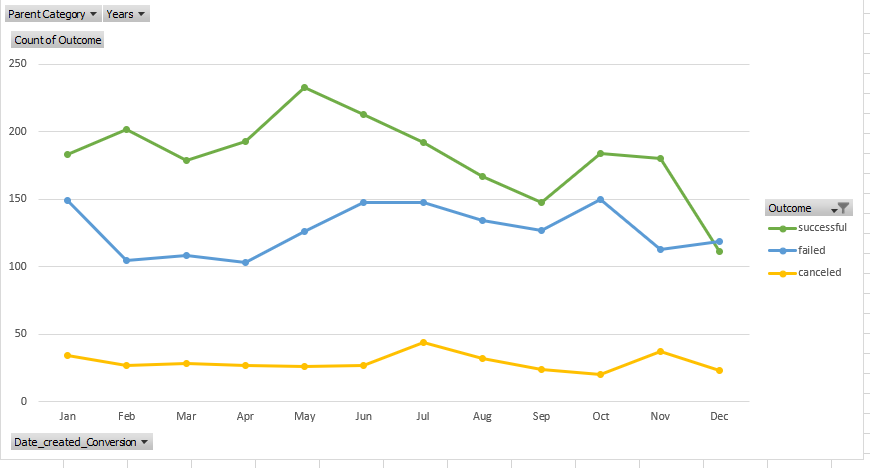 Parent Category Years
Count of Outcome
250
200
150
100
50
0
Jan Feb Mar Apr May Jun Jul Aug Sep Oct Nov Dec
Outcome
successful
failed
canceled
Date_created_Conversion